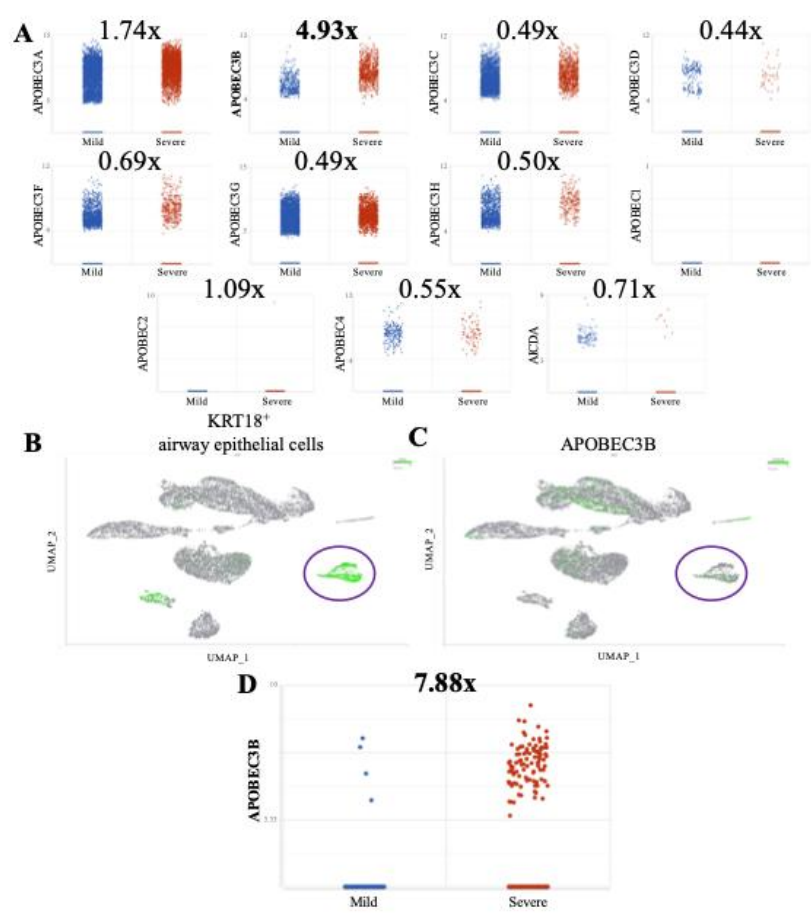 A
1.74x
4.93x
0.49x
0.44x
APOBEC3A
APOBEC3B
APOBEC3C
APOBEC3D
Mild Severe
Mild Severe
Mild Severe
Mild Severe
0.69x
0.49x
0.50x
APOBEC3F
APOBEC3G
APOBEC3H
APOBEC1
Mild Severe
Mild Severe
Mild Severe
Mild Severe
1.09x
0.55x
0.71x
APOBEC2
APOBEC4
AICDA
Mild Severe
Mild Severe
Mild Severe
B
KRT18⁺
airway epithelial cells
UMAP_2
UMAP_1
C
APOBEC3B
UMAP_2
UMAP_1
D
7.88x
APOBEC3B
Mild Severe